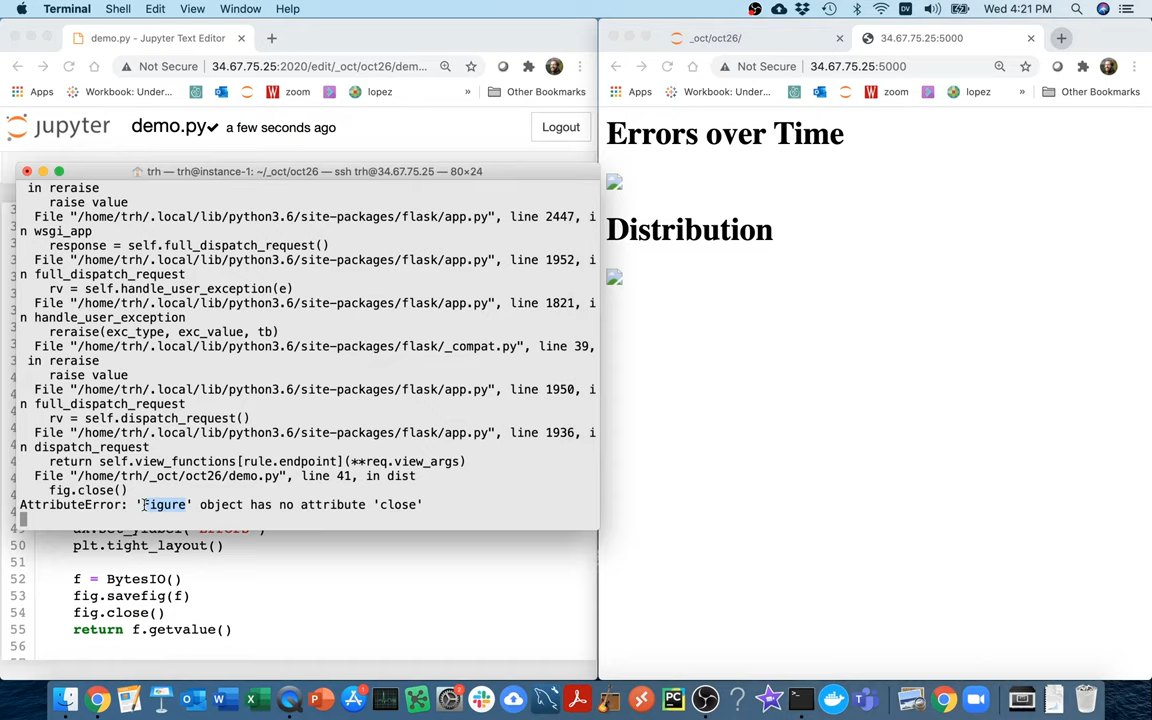 Terminal Shell Edit View Window Help DV Wed 4:21 PM
demo.py - Jupyter Text Editor
_oct/oct26/
34.67.75.25:5000
Not Secure 34.67.75.25:2020/edit/_oct/oct26/dem...
Not Secure 34.67.75.25:5000
Apps Workbook: Under... W zoom lopez » Other Bookmarks
Apps Workbook: Under... W zoom lopez » Other Bookmarks
jupyter demo.py a few seconds ago Logout
trh — trh@instance-1: ~/_oct/oct26 — ssh trh@34.67.75.25 — 80×24
in reraise
raise value
File "/home/trh/.local/lib/python3.6/site-packages/flask/app.py", line 2447, i
n wsgi_app
response = self.full_dispatch_request()
File "/home/trh/.local/lib/python3.6/site-packages/flask/app.py", line 1952, i
n full_dispatch_request
rv = self.handle_user_exception(e)
File "/home/trh/.local/lib/python3.6/site-packages/flask/app.py", line 1821, i
n handle_user_exception
reraise(exc_type, exc_value, tb)
File "/home/trh/.local/lib/python3.6/site-packages/flask/_compat.py", line 39,
in reraise
raise value
File "/home/trh/.local/lib/python3.6/site-packages/flask/app.py", line 1950, i
n full_dispatch_request
rv = self.dispatch_request()
File "/home/trh/.local/lib/python3.6/site-packages/flask/app.py", line 1936, i
n dispatch_request
return self.view_functions[rule.endpoint](**req.view_args)
File "/home/trh/_oct/oct26/demo.py", line 41, in dist
fig.close()
AttributeError: 'Figure' object has no attribute 'close'
50 plt.tight_layout()
51
52 f = BytesIO()
53 fig.savefig(f)
54 fig.close()
55 return f.getvalue()
56
Errors over Time
Distribution